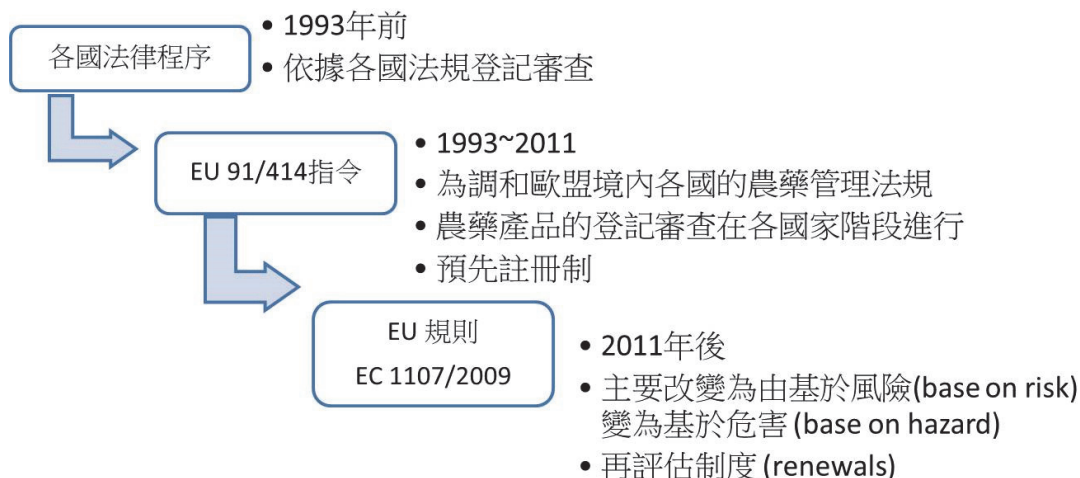 各國法律程序
• 1993年前
• 依據各國法規登記審查
EU 91/414指令
• 1993~2011
• 為調和歐盟境內各國的農藥管理法規
• 農藥產品的登記審查在各國家階段進行
• 預先註冊制
EU 規則
EC 1107/2009
• 2011年後
• 主要改變為由基於風險(base on risk)
變為基於危害(base on hazard)
• 再評估制度(renewals)